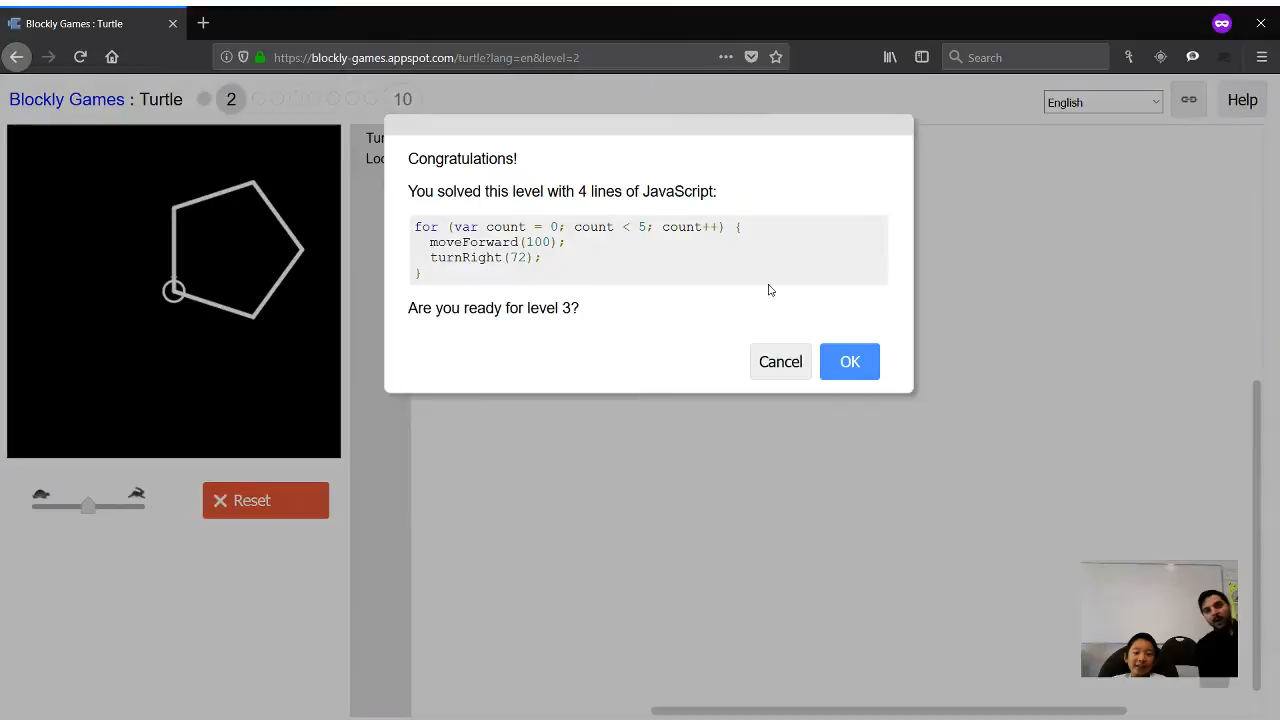 Blockly Games : Turtle
https://blockly-games.appspot.com/turtle?lang=en&level=2
Search
Blockly Games : Turtle
2
10
English
Help
Tur
Loo
Congratulations!
You solved this level with 4 lines of JavaScript:
for (var count = 0; count < 5; count++) {
moveForward(100);
turnRight(72);
}
Are you ready for level 3?
Cancel
OK
Reset